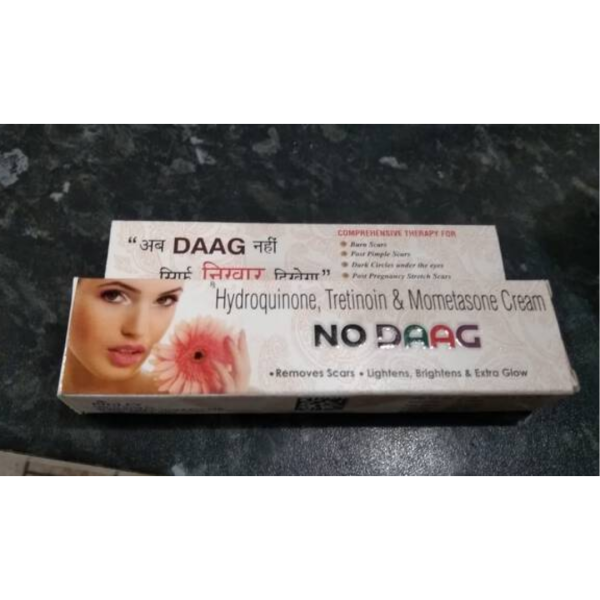 “अब DAAG नहीं
सिर्फ निखार दिखेगा”
COMPREHENSIVE THERAPY FOR
Burn Scars
Post Pimple Scars
Dark Circles under the eyes
Post Pregnancy Stretch Scars
Hydroquinone, Tretinoin & Mometasone Cream
NO DAAG
• Removes Scars • Lightens, Brightens & Extra Glow